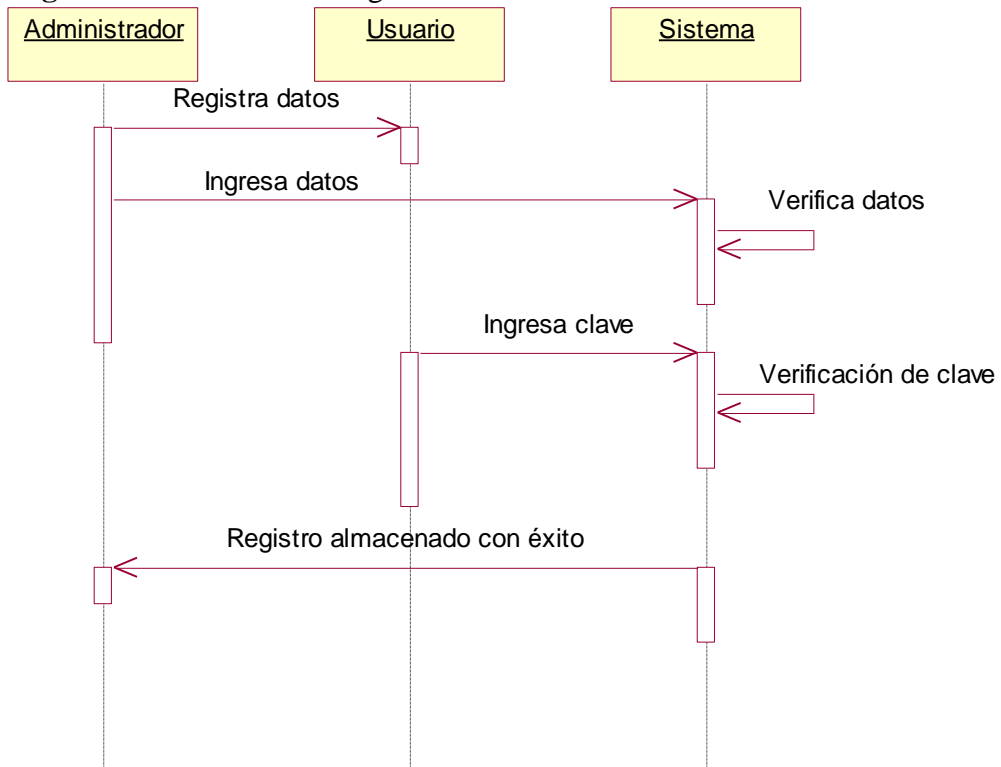 Administrador
Usuario
Sistema
Registra datos
Ingresa datos
Verifica datos
Ingresa clave
Verificación de clave
Registro almacenado con éxito